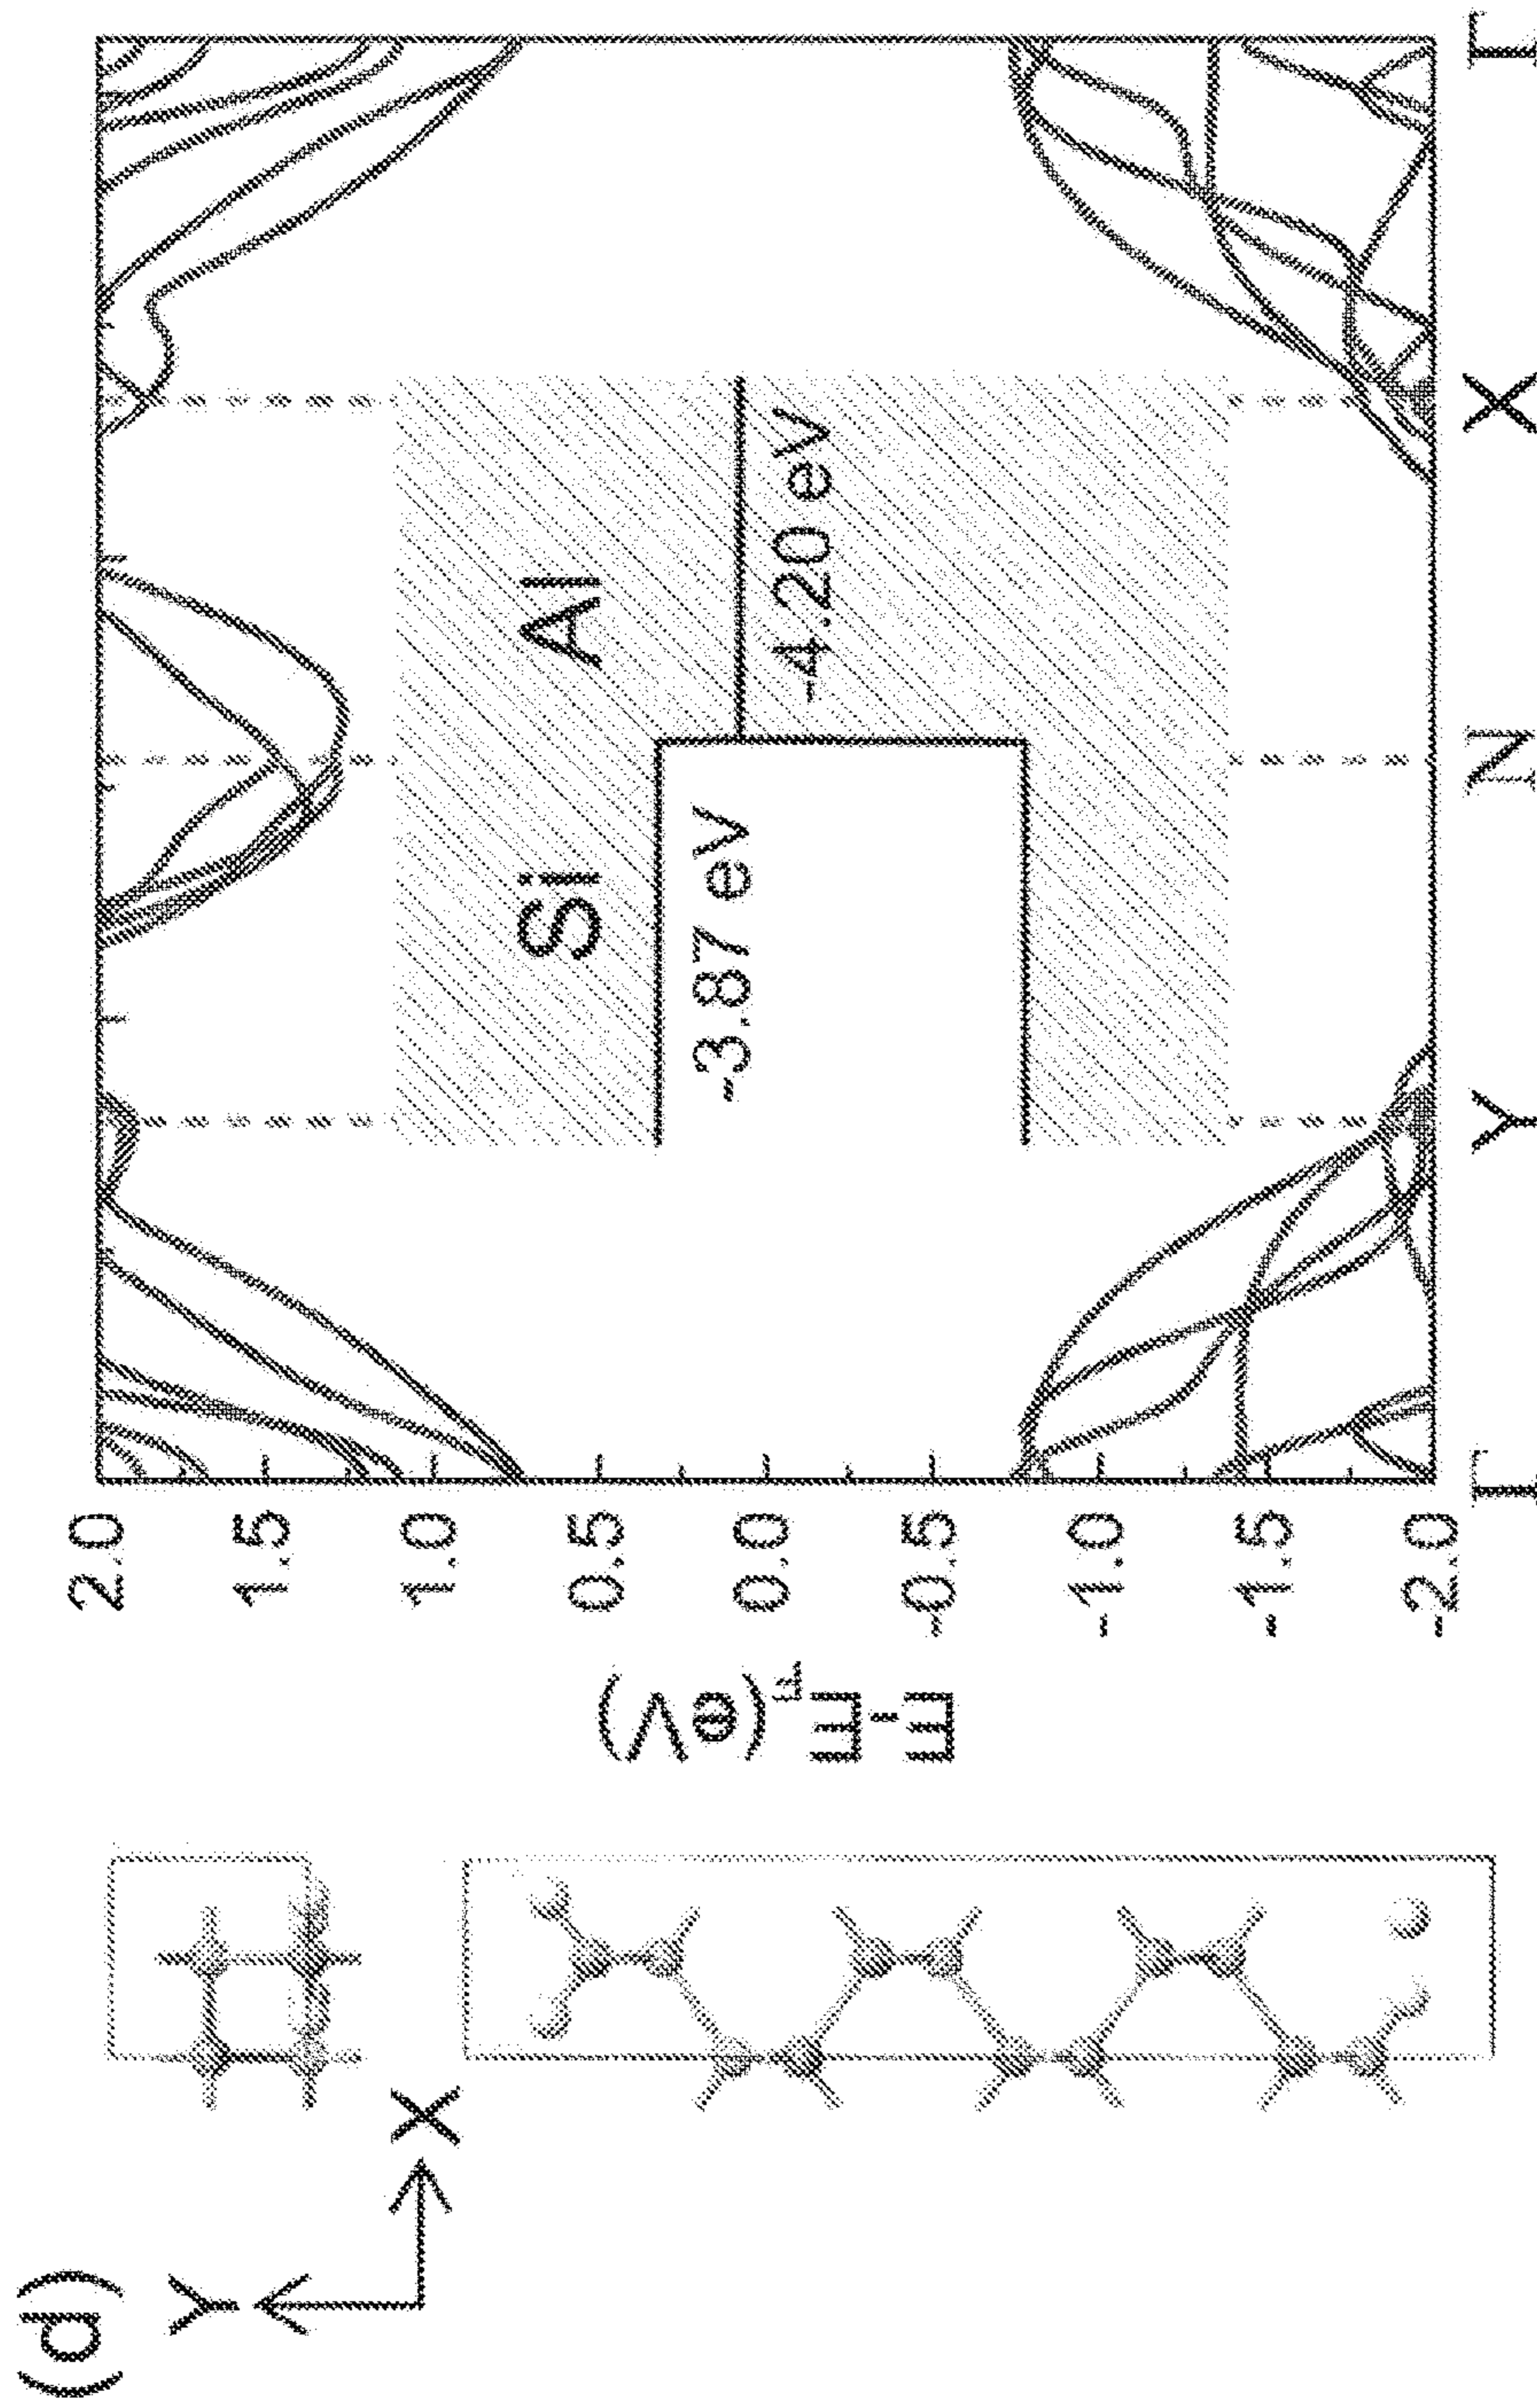 (d)
Y
X
E-E_F(eV)
2.0
1.5
1.0
0.5
0.0
-0.5
-1.0
-1.5
-2.0
Si
Al
-3.87 eV
-4.20 eV
Γ
Y
N
X
Γ